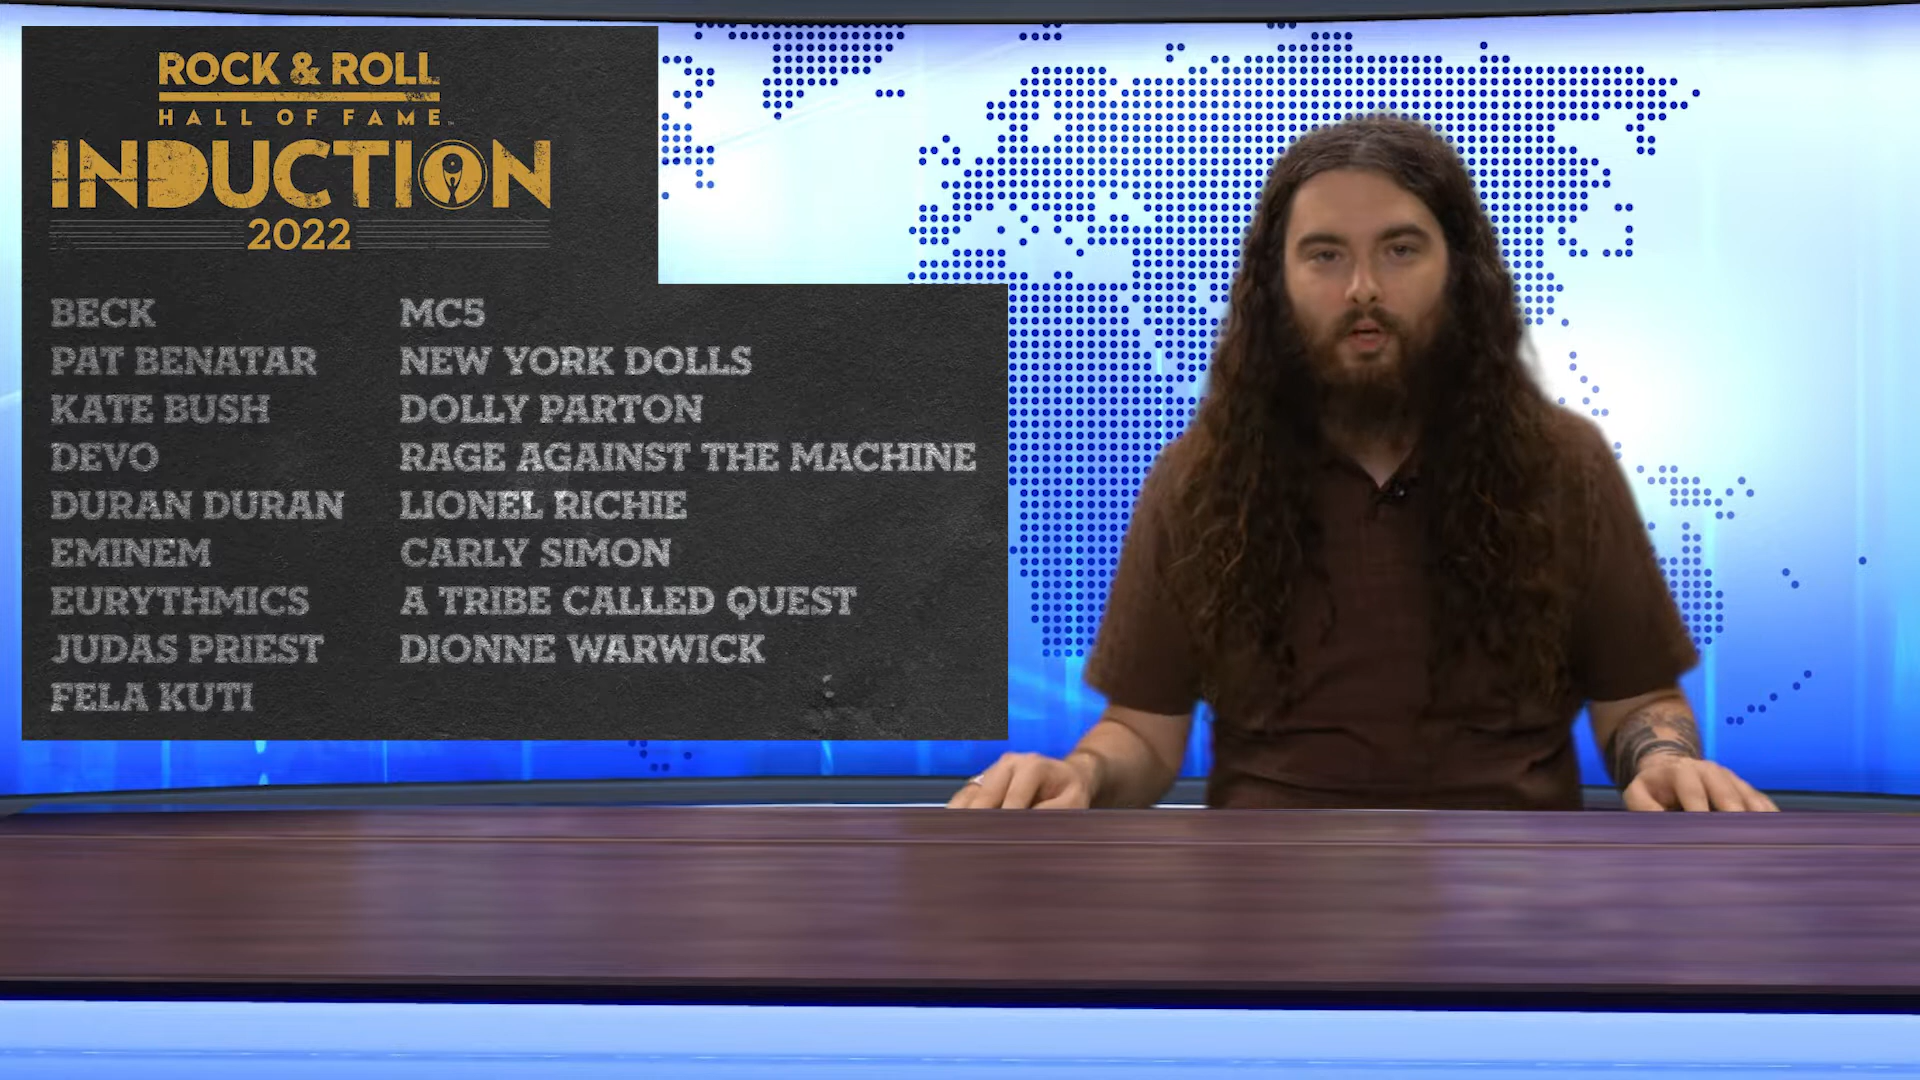 ROCK & ROLL
HALL OF FAME
INDUCTION
2022
BECK
PAT BENATAR
KATE BUSH
DEVO
DURAN DURAN
EMINEM
EURYTHMICS
JUDAS PRIEST
FELA KUTI
MC5
NEW YORK DOLLS
DOLLY PARTON
RAGE AGAINST THE MACHINE
LIONEL RICHIE
CARLY SIMON
A TRIBE CALLED QUEST
DIONNE WARWICK